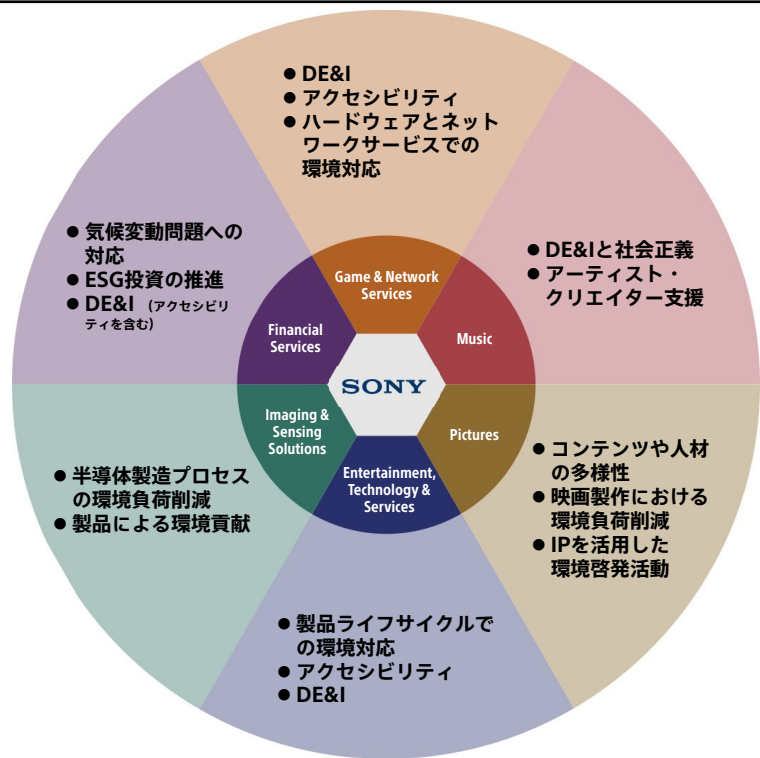 ● DE&I
● アクセシビリティ
● ハードウェアとネット
ワークサービスでの
環境対応
● DE&Iと社会正義
● アーティスト・
クリエイター支援
● コンテンツや人材
の多様性
● 映画製作における
環境負荷削減
● IPを活用した
環境啓発活動
● 製品ライフサイクルで
の環境対応
● アクセシビリティ
● DE&I
● 半導体製造プロセス
の環境負荷削減
● 製品による環境貢献
● 気候変動問題への
対応
● ESG投資の推進
● DE&I (アクセシビリ
ティを含む)
Game & Network
Services
Music
Pictures
Entertainment,
Technology &
Services
Imaging &
Sensing
Solutions
Financial
Services
SONY